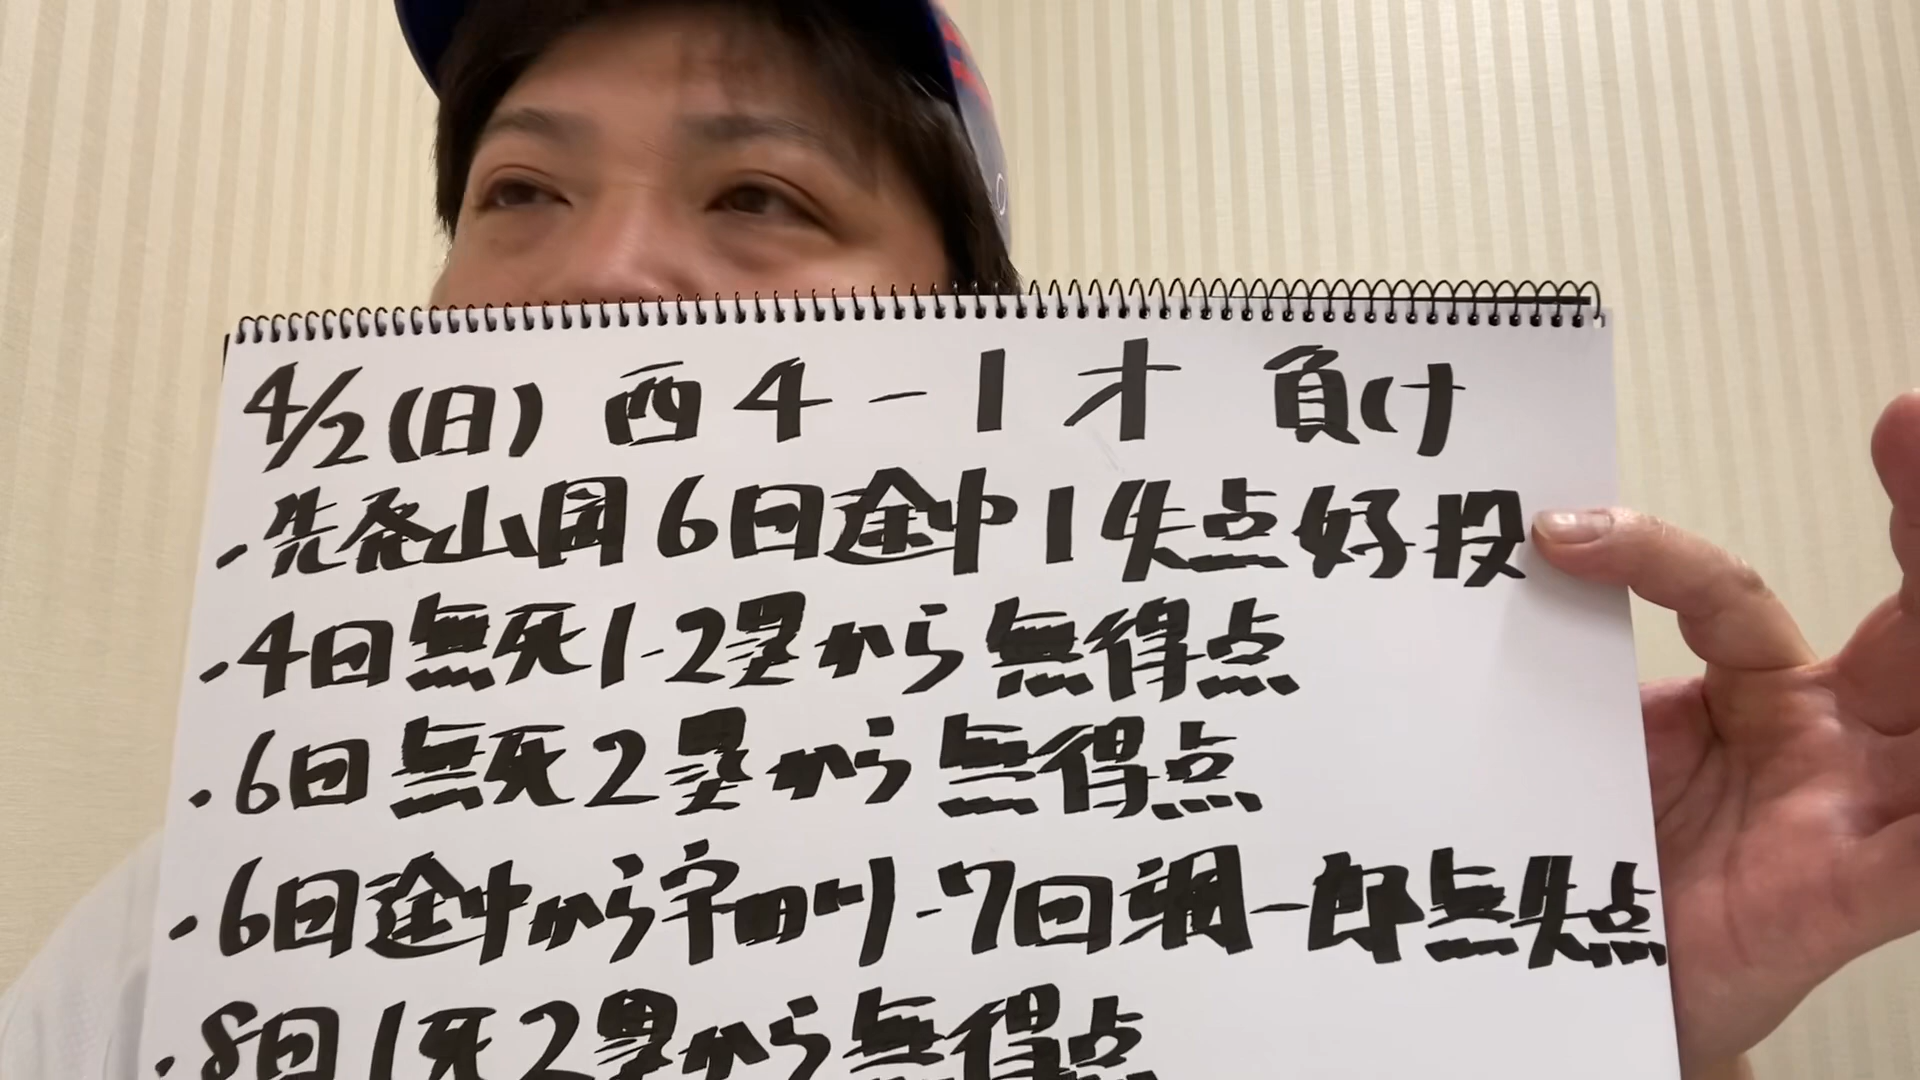 4/2(日) 西 4-1 オ 負け
・先発山岡6回途中1失点好投
・4回無死1-2塁から無得点
・6回無死2塁から無得点
・6回途中から宇田川-7回漆原一郎無失点
・8回1死2塁から無得点